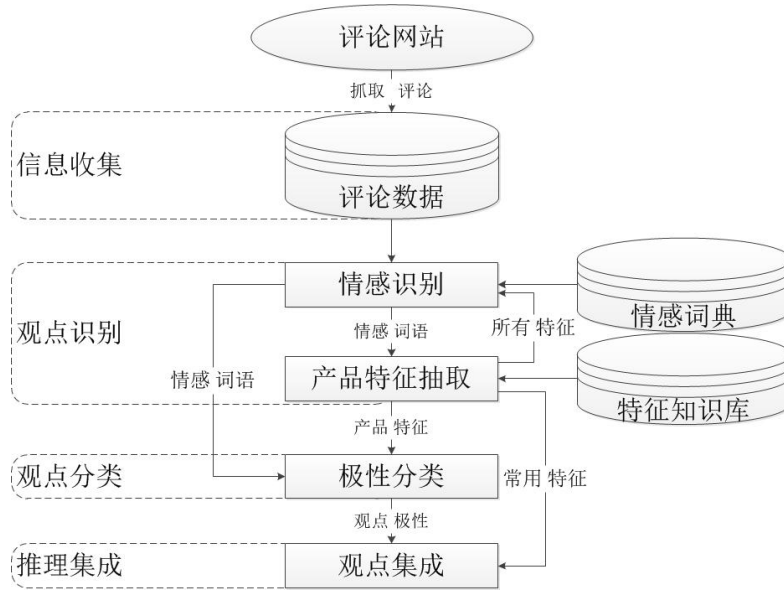 评论网站
抓取 评论
信息收集
评论数据
情感识别
情感词典
观点识别
情感 词语
所有 特征
情感 词语
产品特征抽取
特征知识库
产品 特征
观点分类
极性分类
常用 特征
观点 极性
推理集成
观点集成